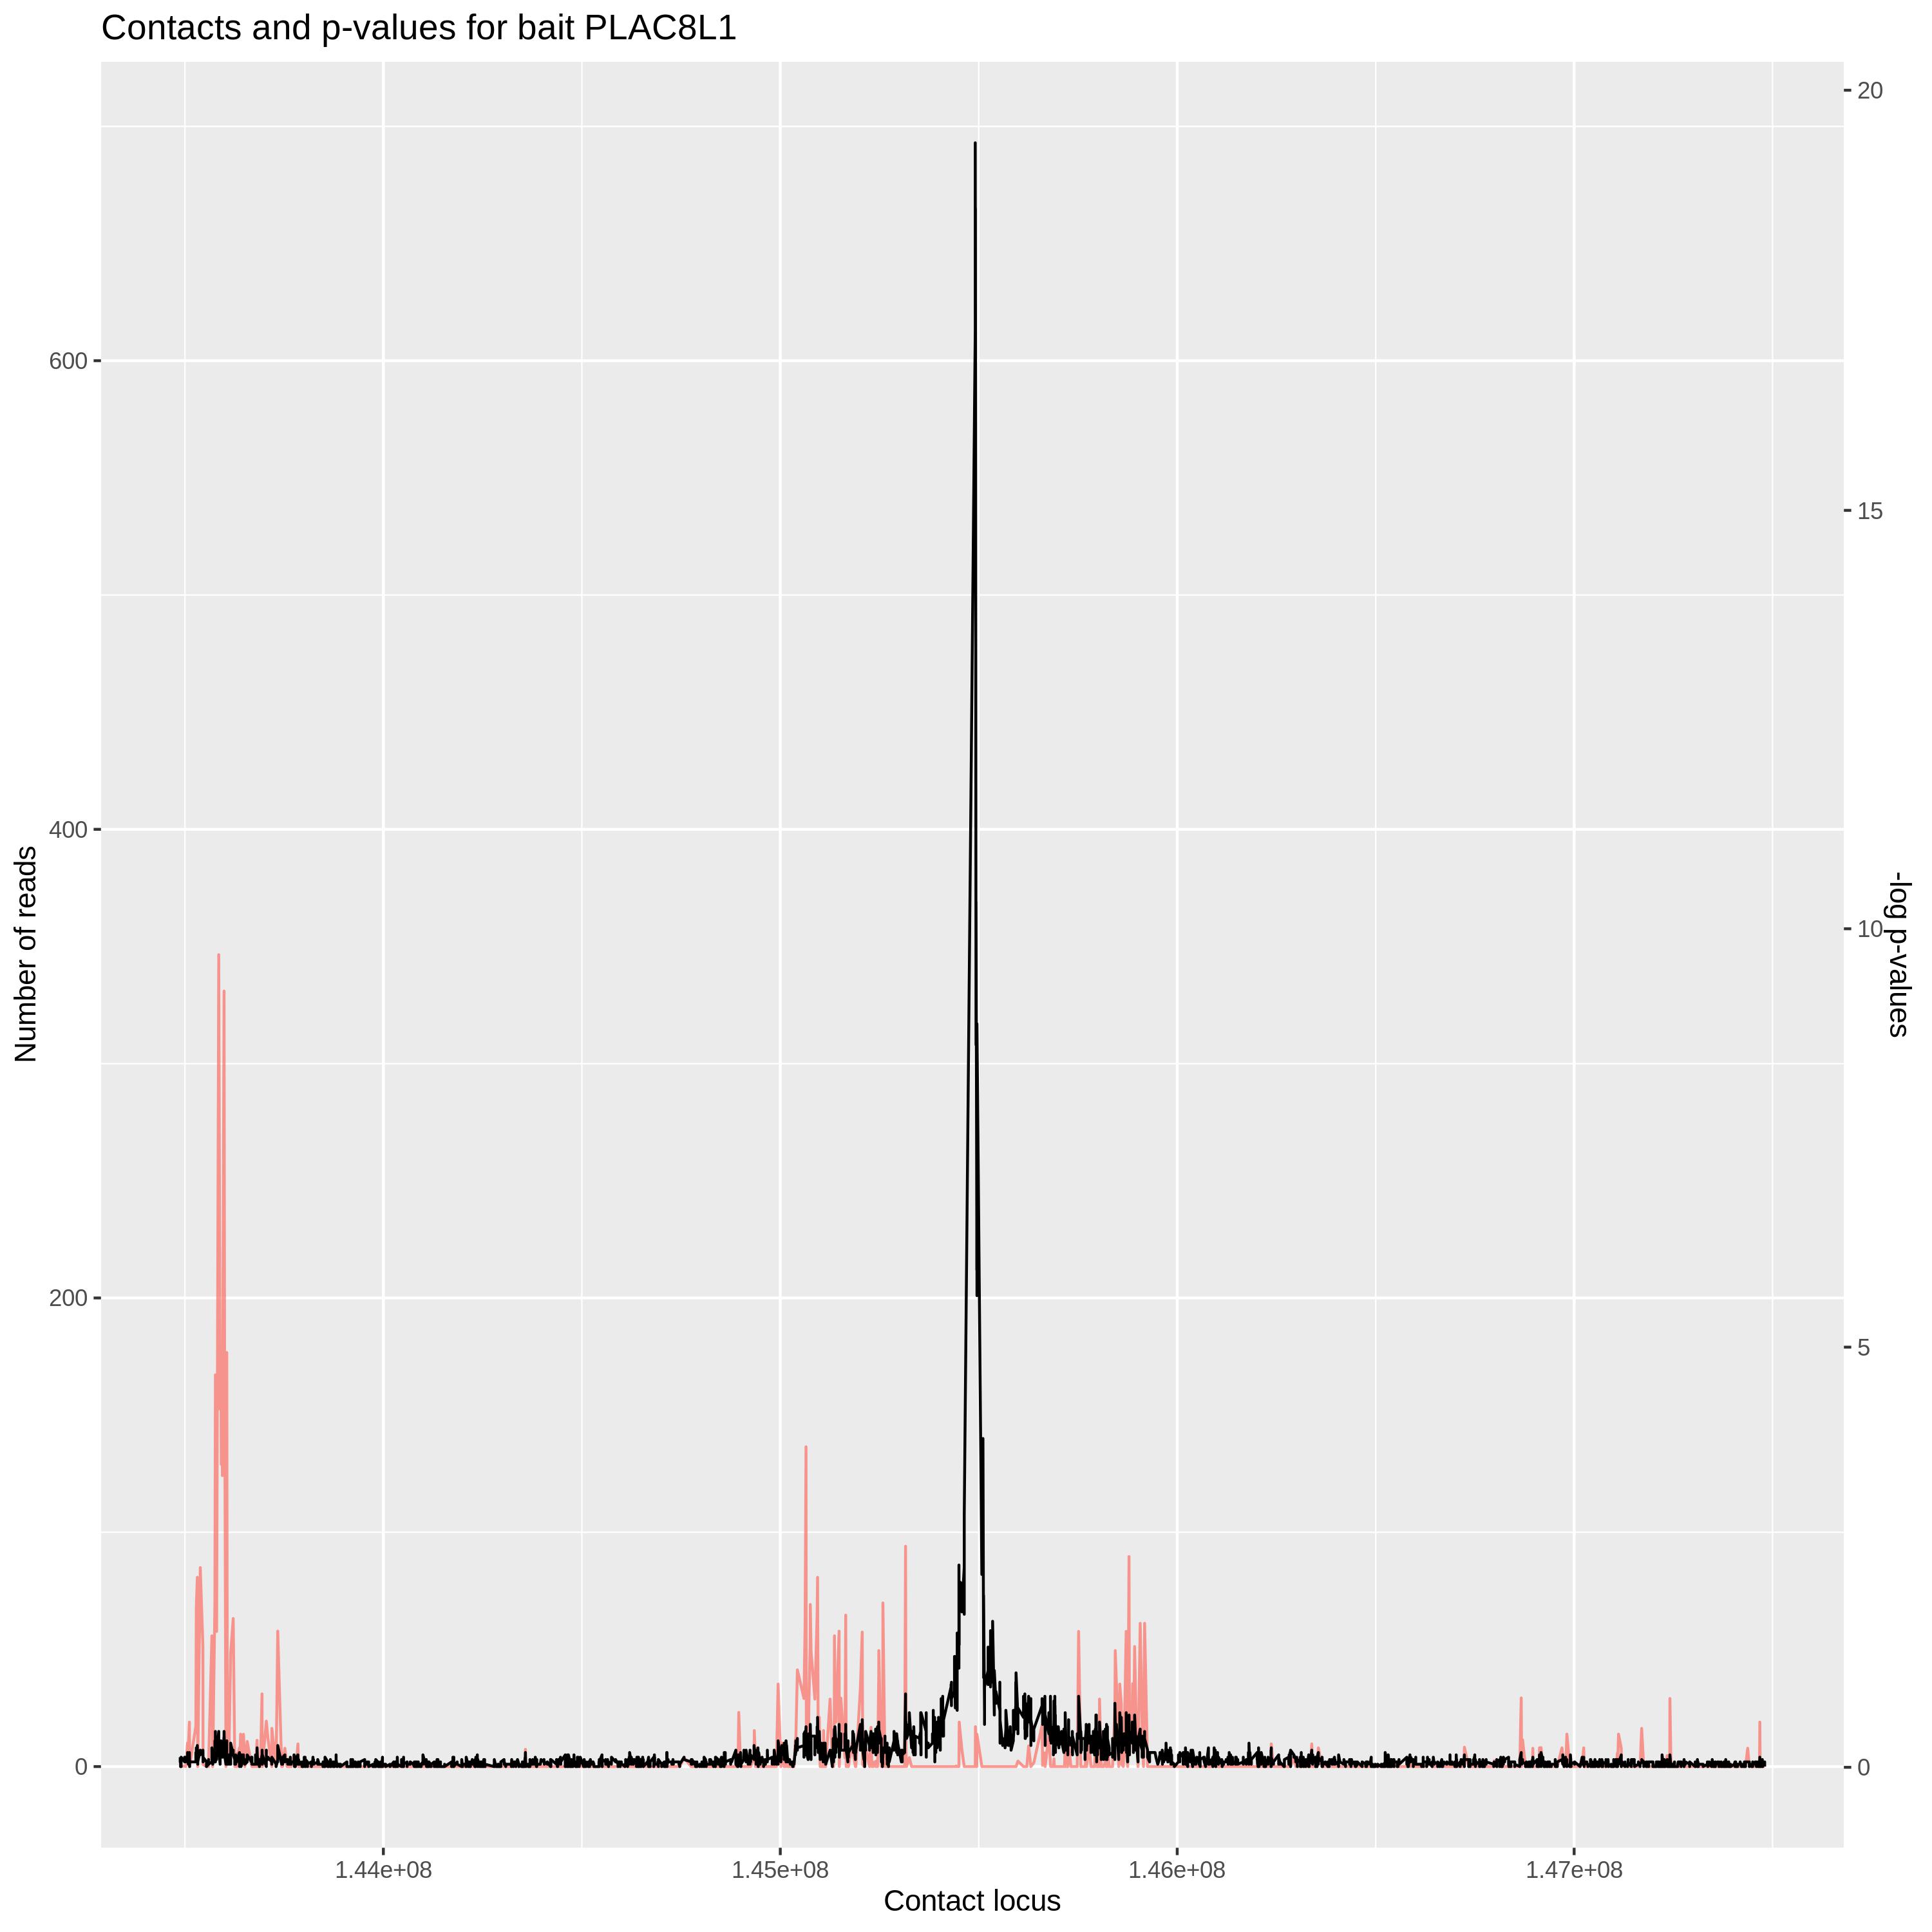 Contacts and p-values for bait PLAC8L1
20
600
15
400
10
200
5
0
0
Number of reads
-log p-values
1.44e+08
1.45e+08
1.46e+08
1.47e+08
Contact locus